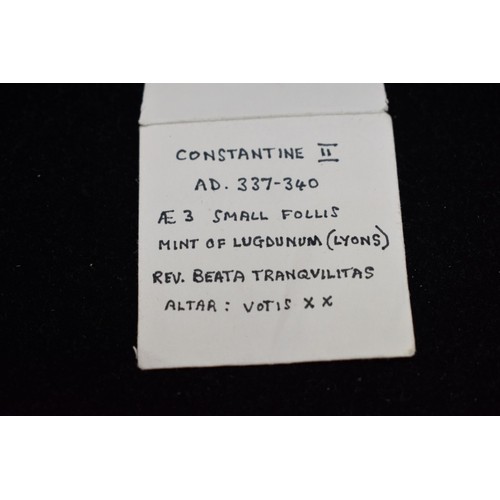 CONSTANTINE II
AD. 337-340
Æ 3 SMALL FOLLIS
MINT OF LUGDUNUM (LYONS)
REV. BEATA TRANQVILITAS
ALTAR: VOTIS XX